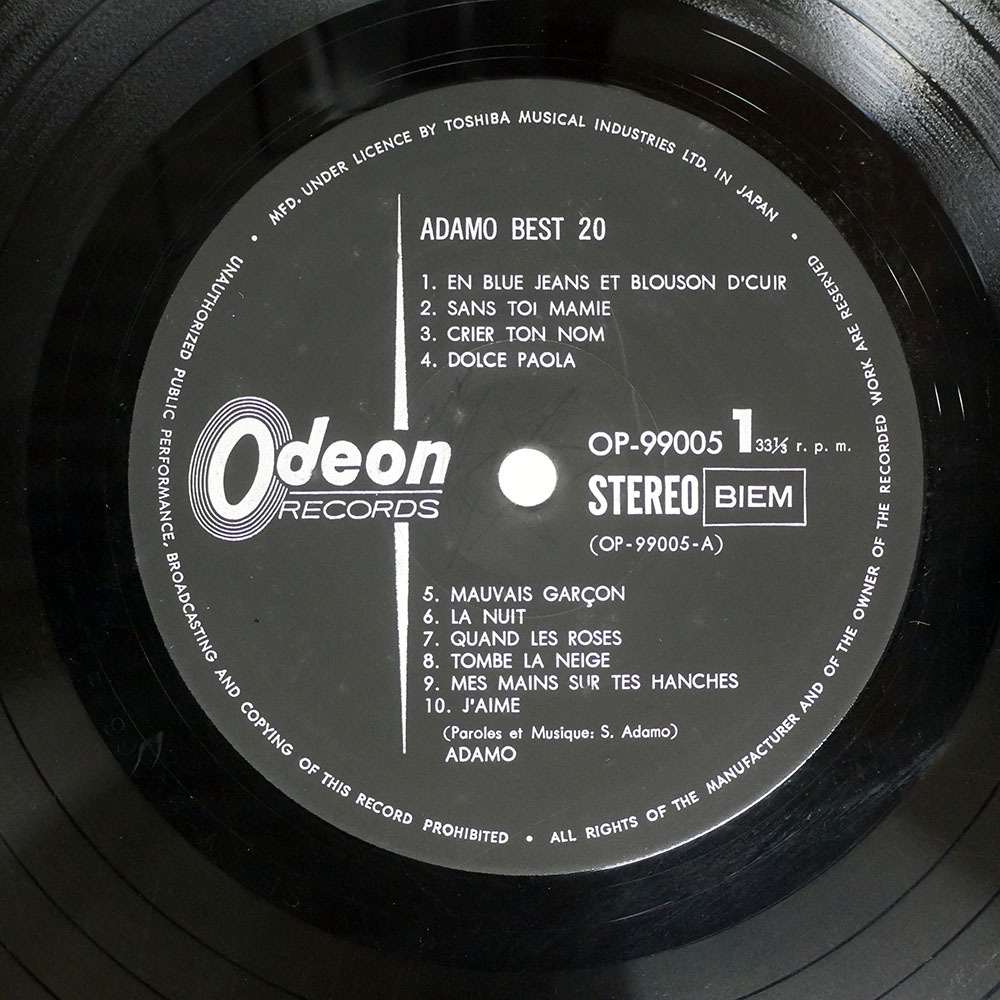 MFD. UNDER LICENCE BY TOSHIBA MUSICAL INDUSTRIES LTD. IN JAPAN
ADAMO BEST 20
1. EN BLUE JEANS ET BLOUSON D'CUIR
2. SANS TOI MAMIE
3. CRIER TON NOM
4. DOLCE PAOLA
Odeon
RECORDS
OP-99005 1 33⅓ r. p. m.
STEREO BIEM
(OP-99005-A)
5. MAUVAIS GARÇON
6. LA NUIT
7. QUAND LES ROSES
8. TOMBE LA NEIGE
9. MES MAINS SUR TES HANCHES
10. J'AIME
(Paroles et Musique: S. Adamo)
ADAMO
UNAUTHORIZED PUBLIC PERFORMANCE, BROADCASTING AND COPYING OF THIS RECORD PROHIBITED • ALL RIGHTS OF THE MANUFACTURER AND OF THE OWNER OF THE RECORDED WORK ARE RESERVED